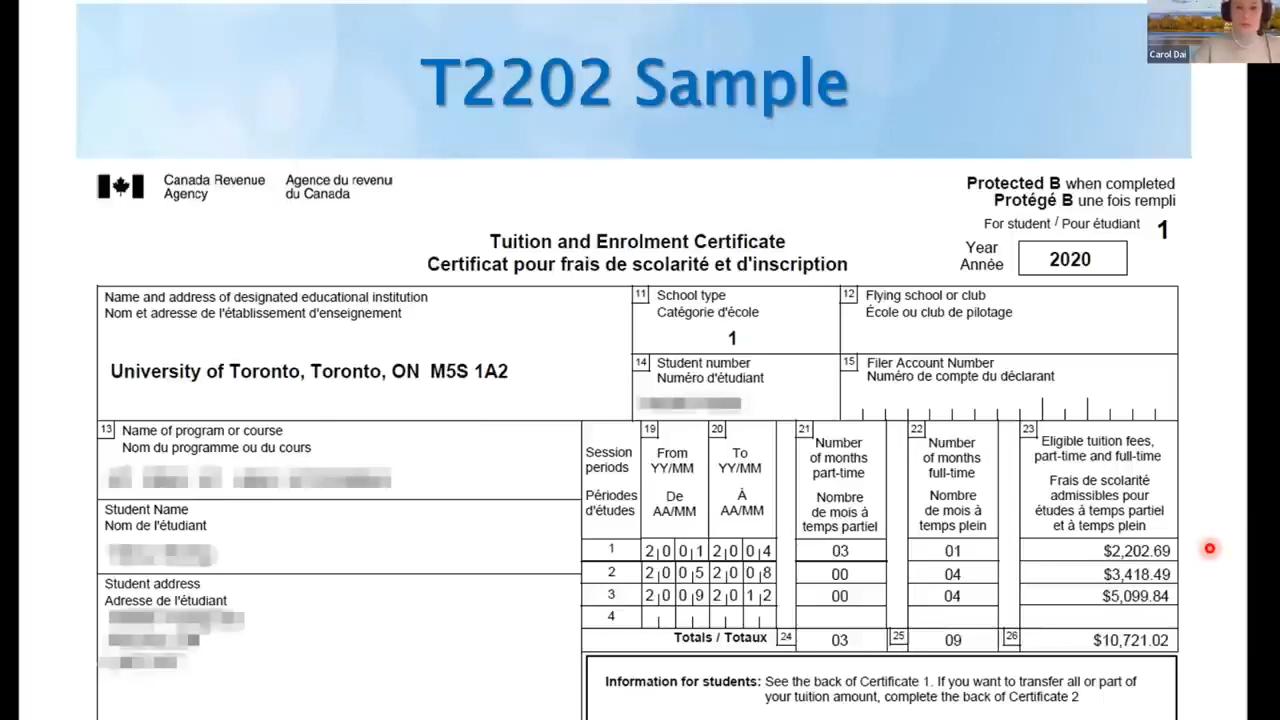 Carol Dai
T2202 Sample
Canada Revenue Agency
Agence du revenu du Canada
Protected B when completed
Protégé B une fois rempli
For student / Pour étudiant 1
Tuition and Enrolment Certificate
Certificat pour frais de scolarité et d'inscription
Year
Année
2020
Name and address of designated educational institution
Nom et adresse de l'établissement d'enseignement
University of Toronto, Toronto, ON M5S 1A2
11 School type
Catégorie d'école
1
12 Flying school or club
École ou club de pilotage
14 Student number
Numéro d'étudiant
15 Filer Account Number
Numéro de compte du déclarant
13 Name of program or course
Nom du programme ou du cours
Student Name
Nom de l'étudiant
Student address
Adresse de l'étudiant
Session
periods
Périodes
d'études
19
From
YY/MM
De
AA/MM
20
To
YY/MM
À
AA/MM
21
Number
of months
part-time
Nombre
de mois à
temps partiel
22
Number
of months
full-time
Nombre
de mois à
temps plein
23
Eligible tuition fees,
part-time and full-time
Frais de scolarité
admissibles pour
études à temps partiel
et à temps plein
1 2001 2004 03 01 $2,202.69
2 2005 2008 00 04 $3,418.49
3 2009 2012 00 04 $5,099.84
4
Totals / Totaux 24 03 25 09 26 $10,721.02
Information for students: See the back of Certificate 1. If you want to transfer all or part of
your tuition amount, complete the back of Certificate 2